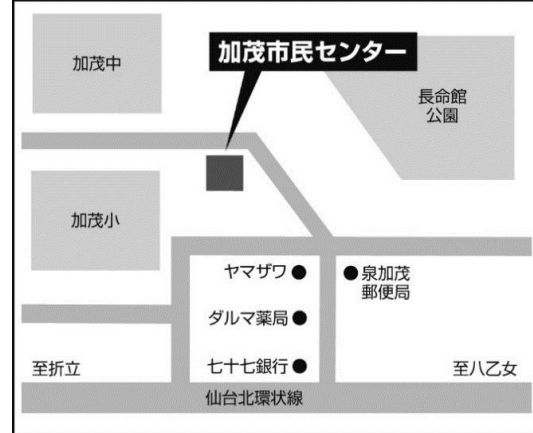 加茂市民センター
加茂中
長命館
公園
加茂小
ヤマザワ
泉加茂
郵便局
ダルマ薬局
七十七銀行
至折立
至八乙女
仙台北環状線